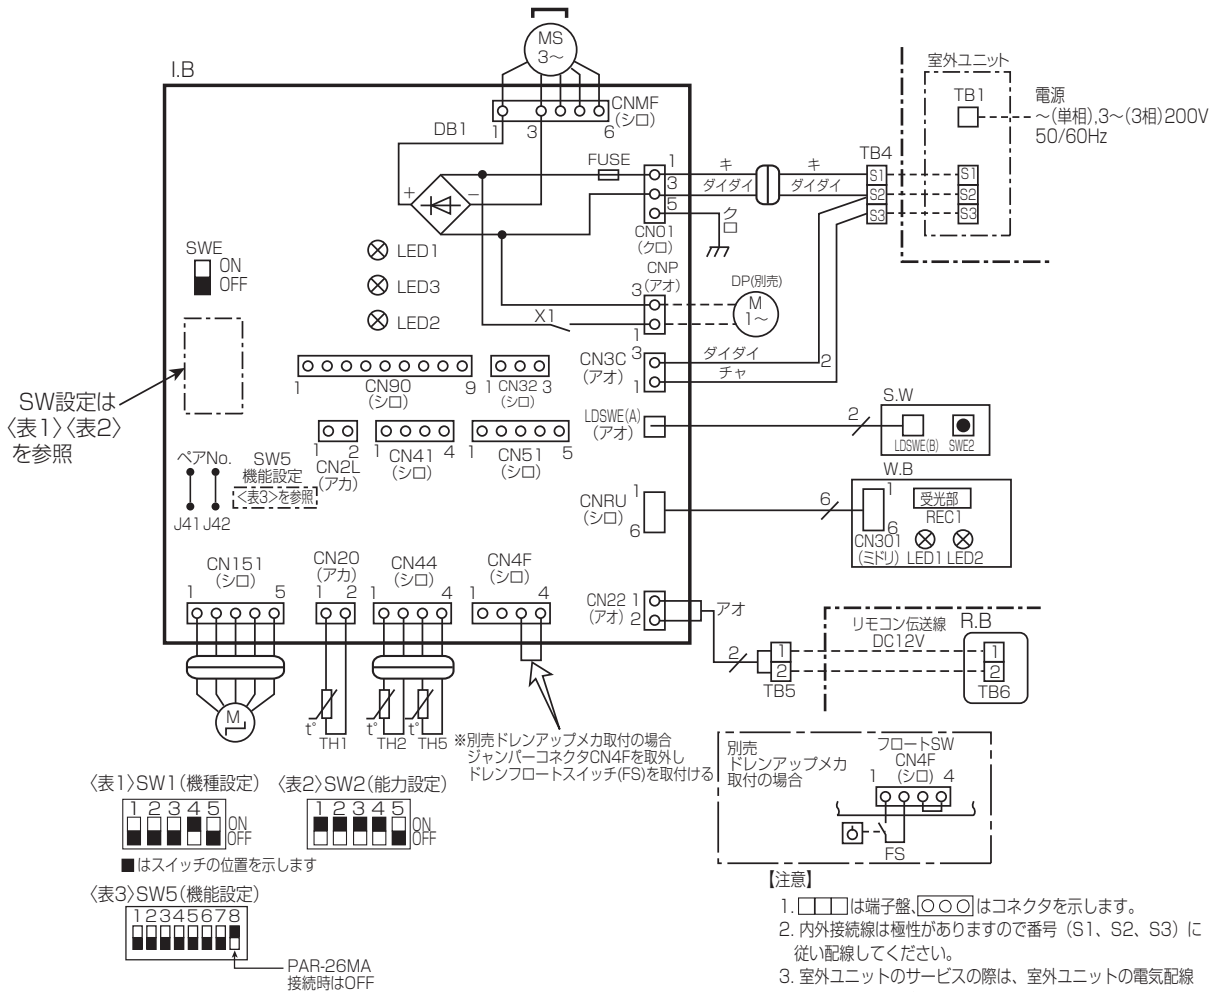 MS
3～
I.B
CNMF
(シロ)
1 3 6
DB1
+ −
FUSE
1
3
5
CN01
(クロ)
キ キ
ダイダイ ダイダイ
クロ
TB4
S1
S2
S3
室外ユニット
TB1
S1
S2
S3
電源
～(単相),3～(3相)200V
50/60Hz
SWE
ON
OFF
LED1
LED3
LED2
X1
CNP
(アオ)
3
1
DP(別売)
M
1～
SW設定は
〈表1〉〈表2〉
を参照
1 9
CN90
(シロ)
1 CN32 3
(シロ)
CN3C
(アオ)
3
1
ダイダイ
チャ
2
1 2
CN2L
(アカ)
1 4
CN41
(シロ)
1 5
CN51
(シロ)
LDSWE(A)
(アオ)
2
S.W
LDSWE(B) SWE2
ペアNo.
J41 J42
SW5
機能設定
<表3>を参照
CNRU
(シロ)
1
6
6
W.B
1
6
CN301
(ミドリ)
受光部
REC1
LED1 LED2
CN151
(シロ)
1 5
CN20
(アカ)
1 2
CN44
(シロ)
1 4
CN4F
(シロ)
1 4
CN22 1
(アオ) 2
アオ
2
1
2
TB5
リモコン伝送線
DC12V
R.B
1
2
TB6
M
t°
TH1
t°
TH2
t°
TH5
※別売ドレンアップメカ取付の場合
ジャンパーコネクタCN4Fを取外し
ドレンフロートスイッチ(FS)を取付ける
別売
ドレンアップメカ
取付の場合
フロートSW
CN4F
1 (シロ) 4
FS
〈表1〉SW1(機種設定)
1 2 3 4 5
ON
OFF
〈表2〉SW2(能力設定)
1 2 3 4 5
ON
OFF
■はスイッチの位置を示します
〈表3〉SW5(機能設定)
12345678
PAR-26MA
接続時はOFF
【注意】
1. □□□は端子盤、○○○はコネクタを示します。
2. 内外接続線は極性がありますので番号（S1、S2、S3）に
従い配線してください。
3. 室外ユニットのサービスの際は、室外ユニットの電気配線